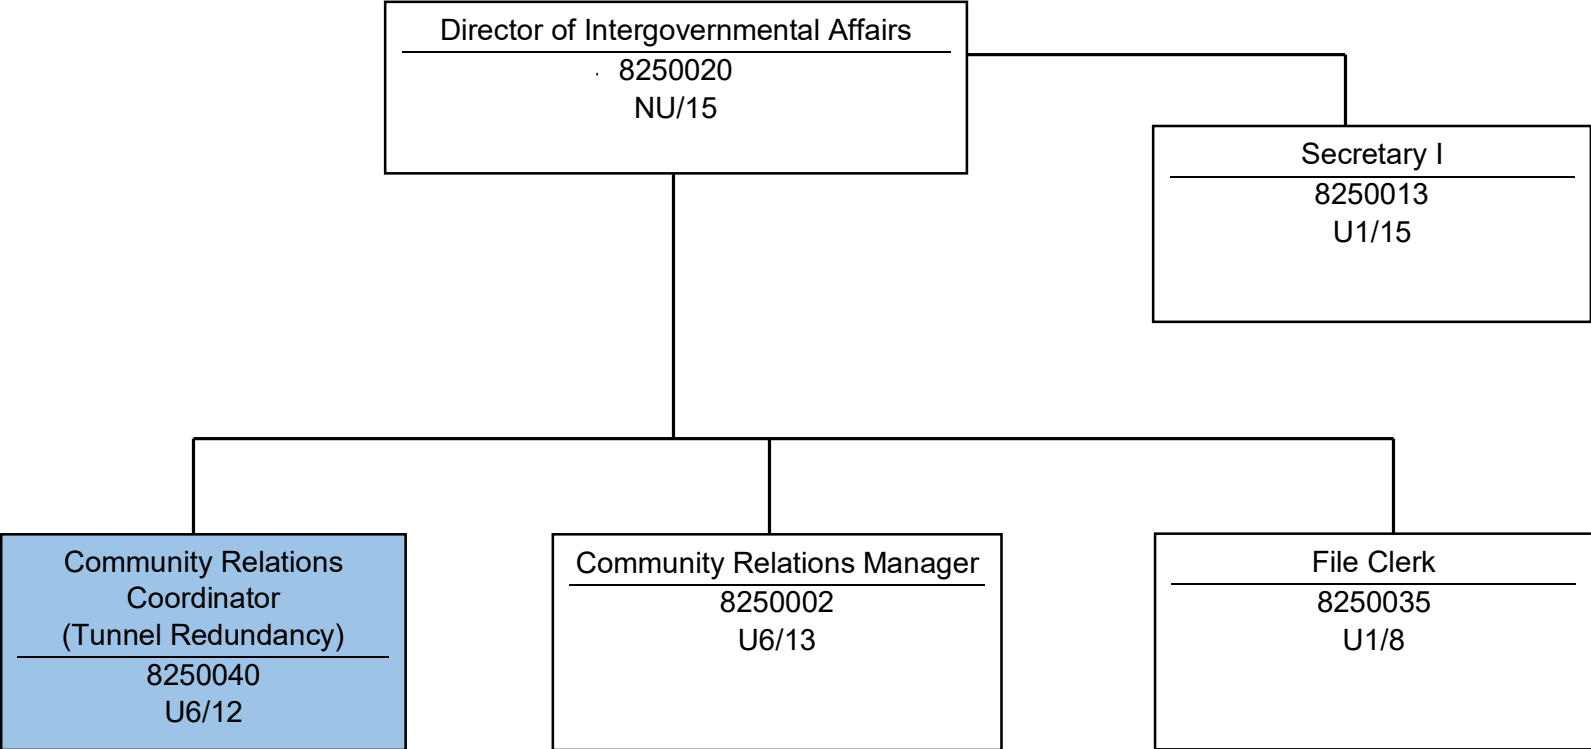 Director of Intergovernmental Affairs
8250020
NU/15
Secretary I
8250013
U1/15
Community Relations
Coordinator
(Tunnel Redundancy)
8250040
U6/12
Community Relations Manager
8250002
U6/13
File Clerk
8250035
U1/8